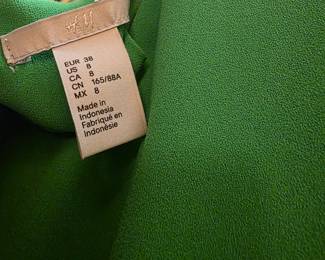 H&M
EUR 38
US 8
CA 8
CN 165/88A
MX 8
Made in
Indonesia
Fabriqué en
Indonésie